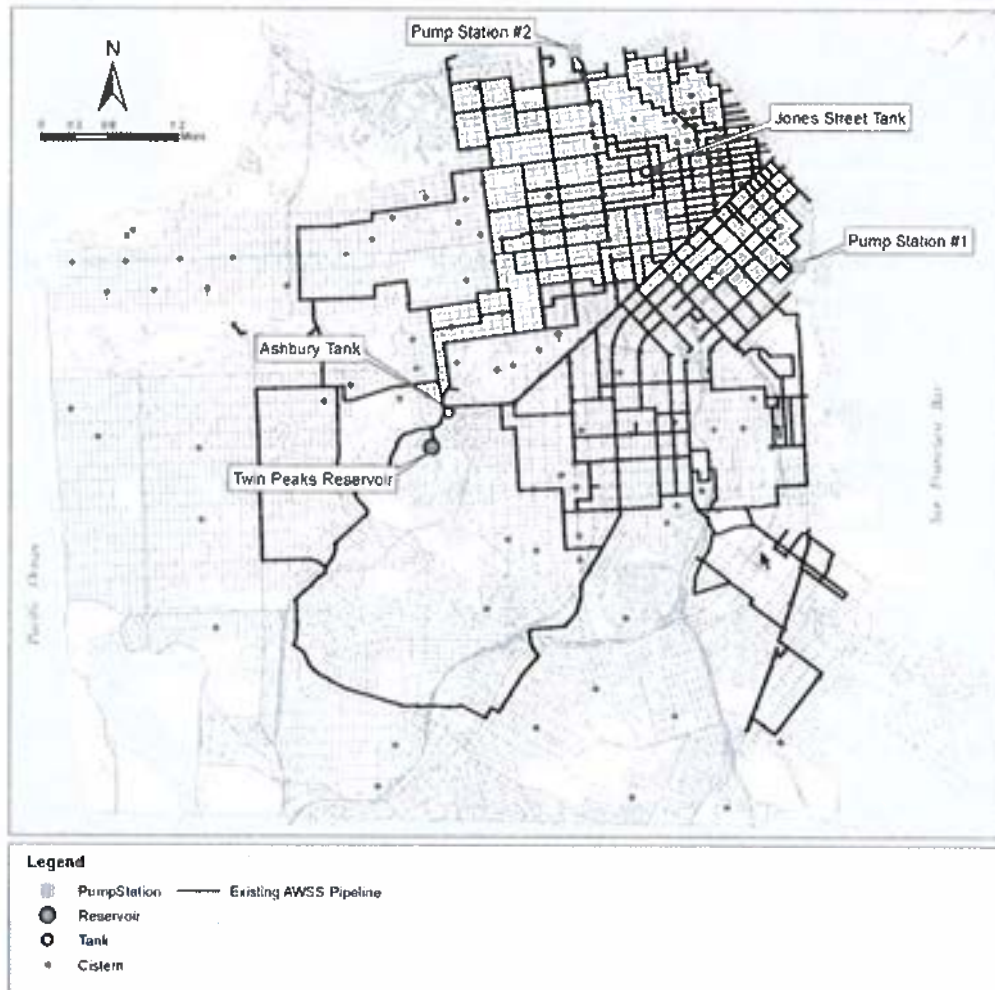 Pump Station #2
N
Jones Street Tank
Pump Station #1
Ashbury Tank
Twin Peaks Reservoir
San Francisco Bay
Pacific Ocean
Legend
PumpStation
Existing AWSS Pipeline
Reservoir
Tank
Cistern